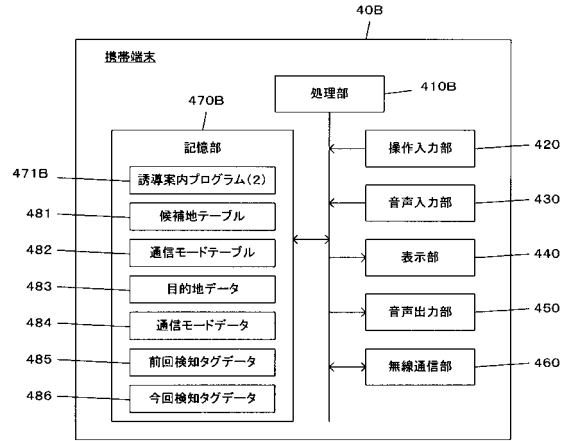 40B
携帯端末
処理部
410B
470B
記憶部
471B
誘導案内プログラム(2)
481
候補地テーブル
482
通信モードテーブル
483
目的地データ
484
通信モードデータ
485
前回検知タグデータ
486
今回検知タグデータ
操作入力部
420
音声入力部
430
表示部
440
音声出力部
450
無線通信部
460